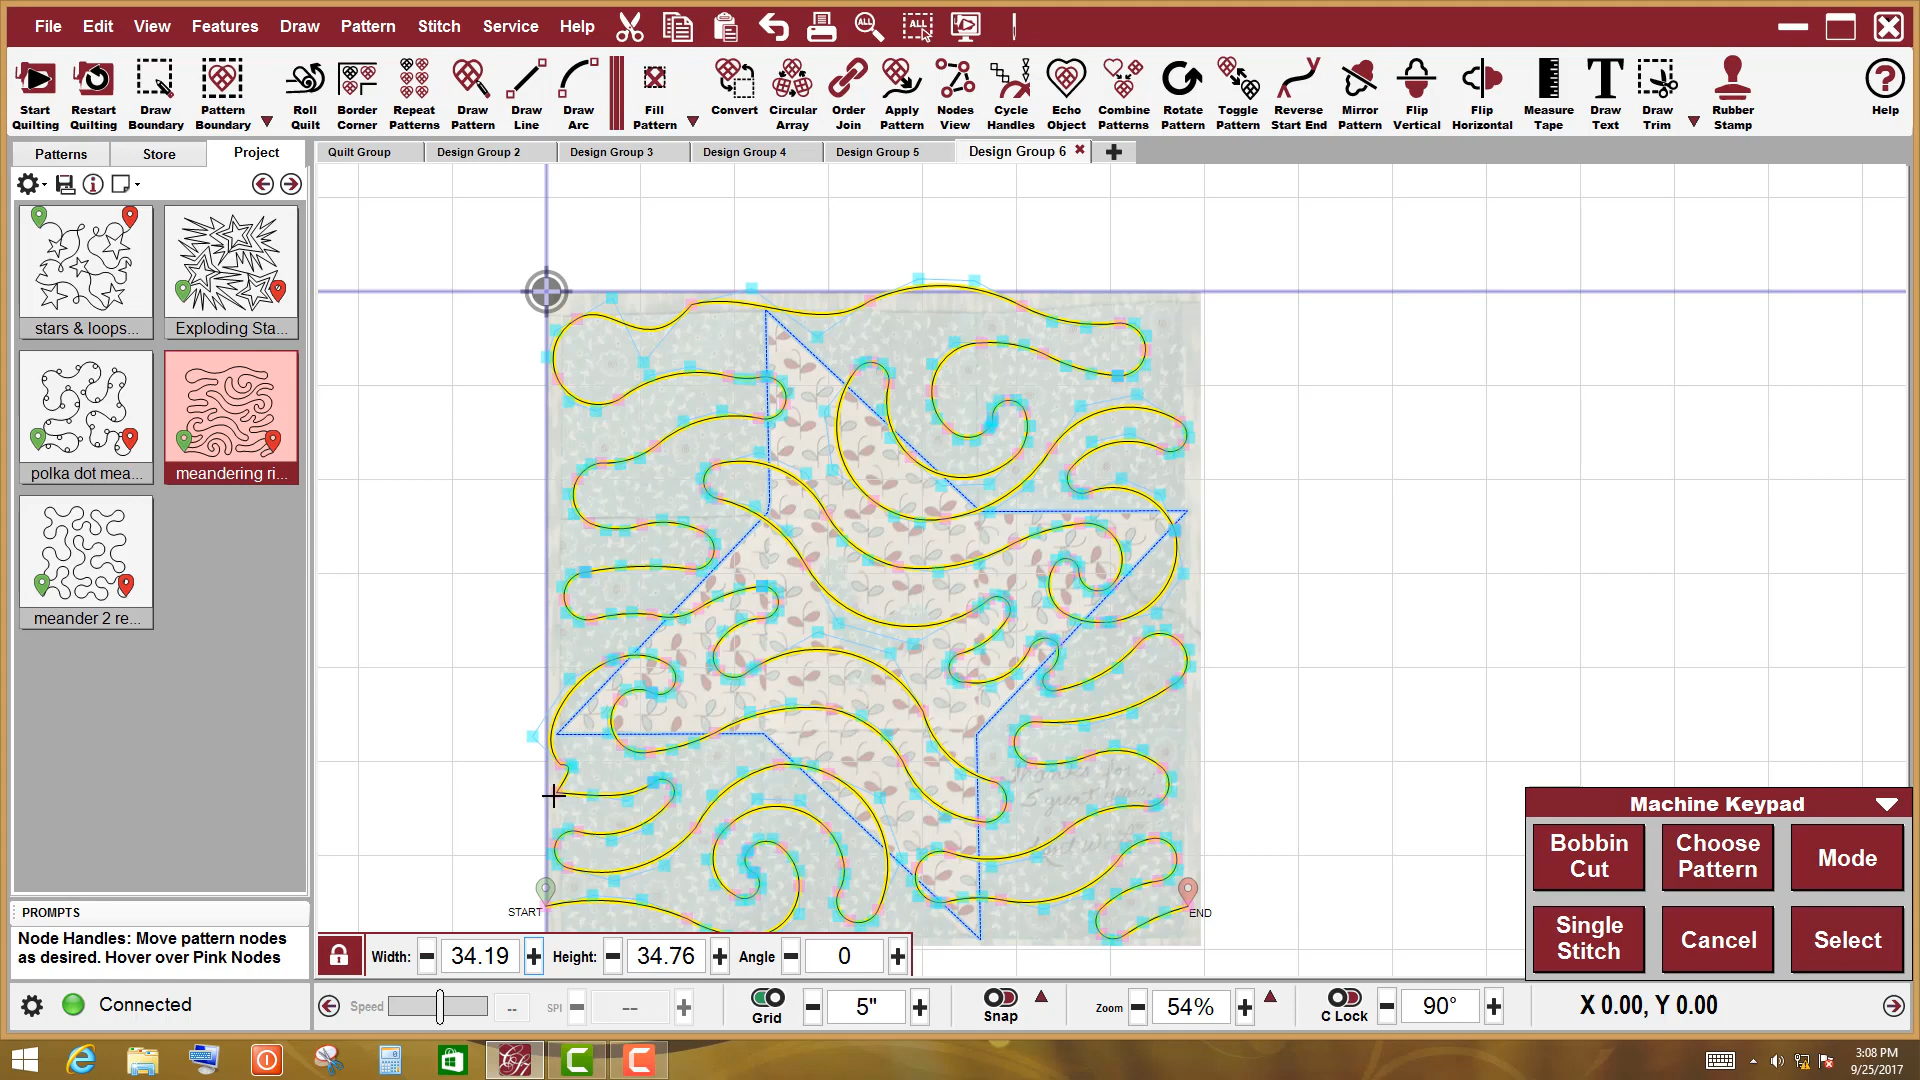 File Edit View Features Draw Pattern Stitch Service Help
Start Quilting Restart Quilting Draw Boundary Pattern Boundary Roll Quilt Border Corner Repeat Patterns Draw Pattern Draw Line Draw Arc Fill Pattern Convert Circular Array Order Join Apply Pattern Nodes View Cycle Handles Echo Object Combine Patterns Rotate Pattern Toggle Pattern Reverse Start End Mirror Pattern Flip Vertical Flip Horizontal Measure Tape Draw Text Draw Trim Rubber Stamp Help
Patterns Store Project
Quilt Group Design Group 2 Design Group 3 Design Group 4 Design Group 5 Design Group 6
stars & loops... Exploding Sta...
polka dot mea... meandering ri...
meander 2 re...
START
END
Thanks for
5 great years
Machine Keypad
Bobbin Cut Choose Pattern Mode
Single Stitch Cancel Select
PROMPTS
Node Handles: Move pattern nodes
as desired. Hover over Pink Nodes
Width: 34.19 Height: 34.76 Angle 0
Connected
Speed -- SPI -- Grid 5" Snap Zoom 54% C Lock 90° X 0.00, Y 0.00
3:08 PM
9/25/2017